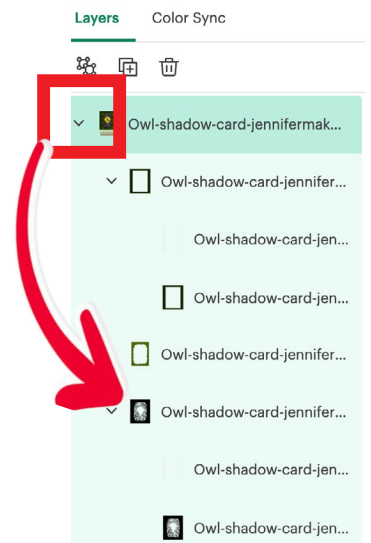 Layers Color Sync
Owl-shadow-card-jennifermak...
Owl-shadow-card-jennifer...
Owl-shadow-card-jen...
Owl-shadow-card-jen...
Owl-shadow-card-jennifer...
Owl-shadow-card-jennifer...
Owl-shadow-card-jen...
Owl-shadow-card-jen...